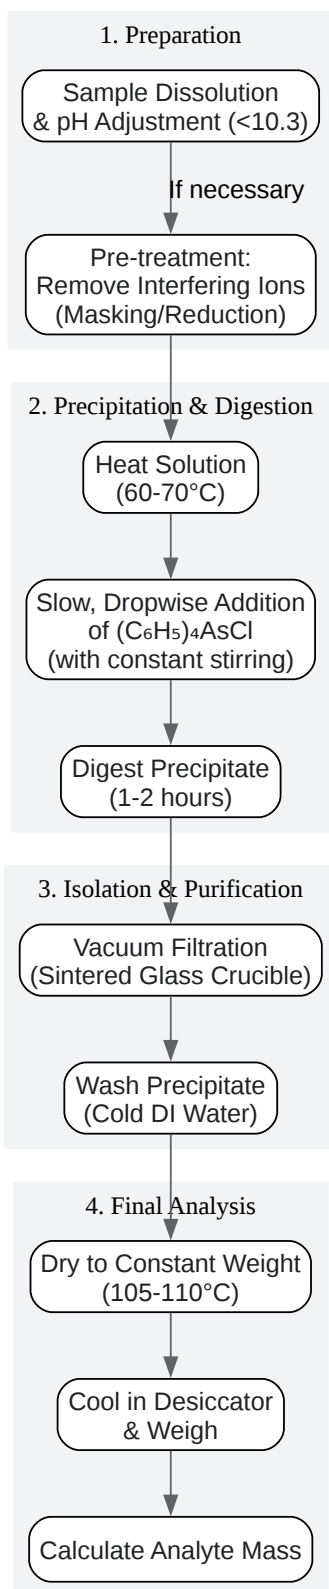 1. Preparation
Sample Dissolution
& pH Adjustment (<10.3)
If necessary
Pre-treatment:
Remove Interfering Ions
(Masking/Reduction)
2. Precipitation & Digestion
Heat Solution
(60-70°C)
Slow, Dropwise Addition
of (C₆H₅)₄AsCl
(with constant stirring)
Digest Precipitate
(1-2 hours)
3. Isolation & Purification
Vacuum Filtration
(Sintered Glass Crucible)
Wash Precipitate
(Cold DI Water)
4. Final Analysis
Dry to Constant Weight
(105-110°C)
Cool in Desiccator
& Weigh
Calculate Analyte Mass